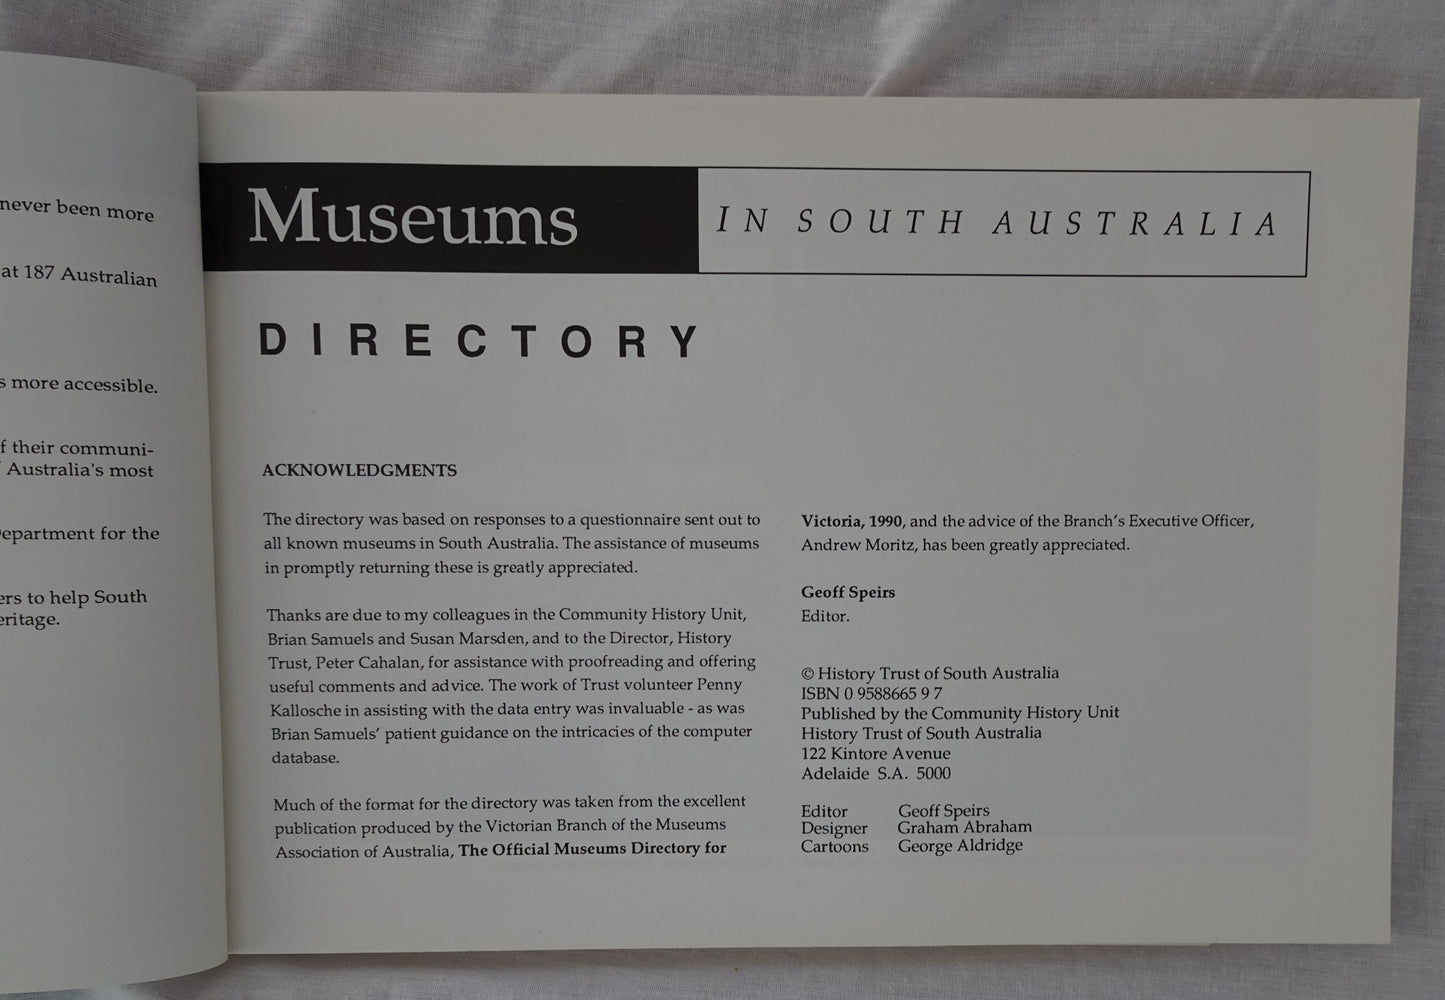 never been more
at 187 Australian
s more accessible.
f their communi-
Australia's most
epartment for the
ers to help South
eritage.
Museums IN SOUTH AUSTRALIA
DIRECTORY
ACKNOWLEDGMENTS
The directory was based on responses to a questionnaire sent out to
all known museums in South Australia. The assistance of museums
in promptly returning these is greatly appreciated.
Thanks are due to my colleagues in the Community History Unit,
Brian Samuels and Susan Marsden, and to the Director, History
Trust, Peter Cahalan, for assistance with proofreading and offering
useful comments and advice. The work of Trust volunteer Penny
Kallosche in assisting with the data entry was invaluable - as was
Brian Samuels' patient guidance on the intricacies of the computer
database.
Much of the format for the directory was taken from the excellent
publication produced by the Victorian Branch of the Museums
Association of Australia, The Official Museums Directory for
Victoria, 1990, and the advice of the Branch's Executive Officer,
Andrew Moritz, has been greatly appreciated.
Geoff Speirs
Editor.
© History Trust of South Australia
ISBN 0 9588665 9 7
Published by the Community History Unit
History Trust of South Australia
122 Kintore Avenue
Adelaide S.A. 5000
Editor Geoff Speirs
Designer Graham Abraham
Cartoons George Aldridge